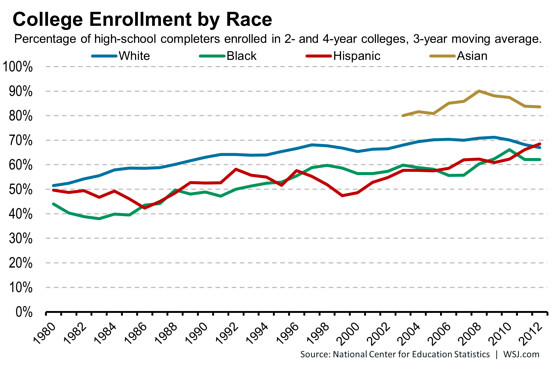 College Enrollment by Race
Percentage of high-school completers enrolled in 2- and 4-year colleges, 3-year moving average.
White Black Hispanic Asian
100%
90%
80%
70%
60%
50%
40%
30%
20%
10%
0%
1980 1982 1984 1986 1988 1990 1992 1994 1996 1998 2000 2002 2004 2006 2008 2010 2012
Source: National Center for Education Statistics | WSJ.com